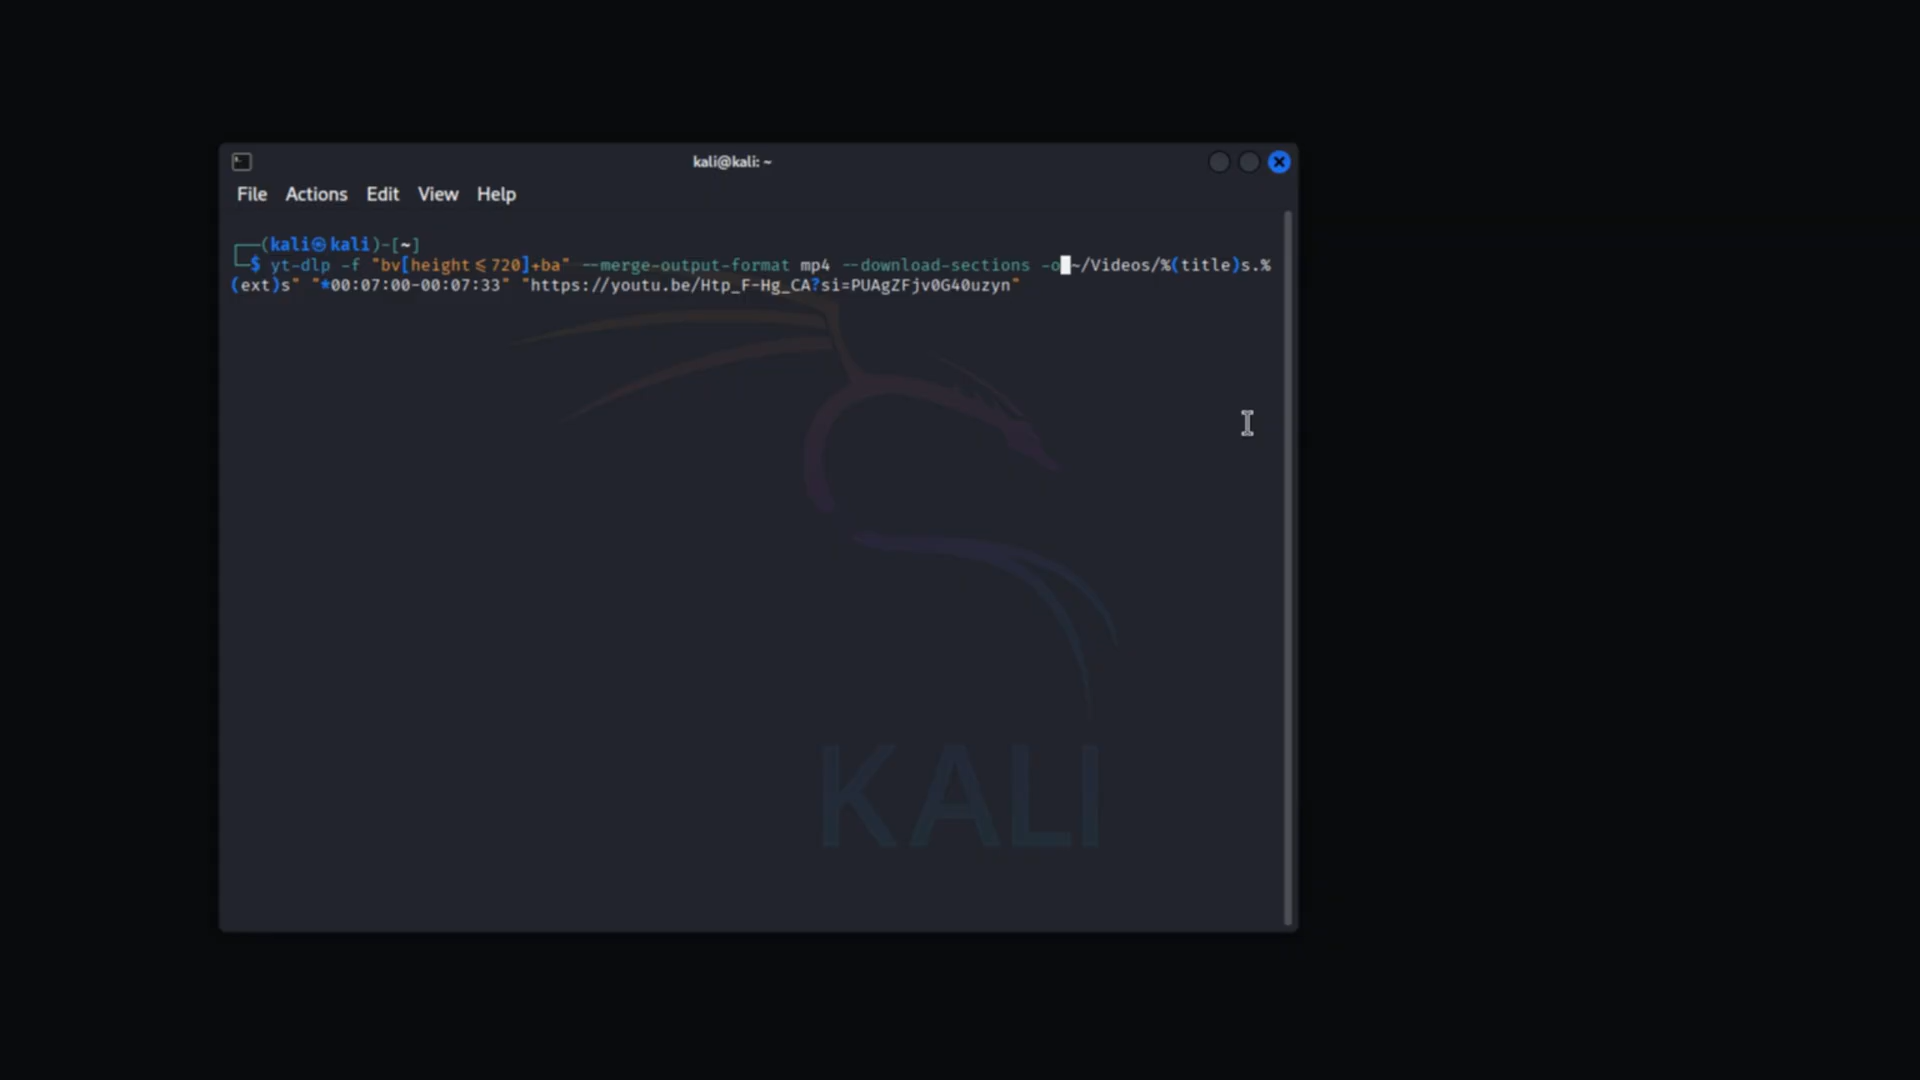 kali@kali: ~
File Actions Edit View Help
┌──(kali㉿kali)-[~]
└─$ yt-dlp -f "bv[height≤720]+ba" --merge-output-format mp4 --download-sections -o ~/Videos/%(title)s.%
(ext)s" "*00:07:00-00:07:33" "https://youtu.be/Htp_F-Hg_CA?si=PUAgZFjv0G40uzyn"
KALI